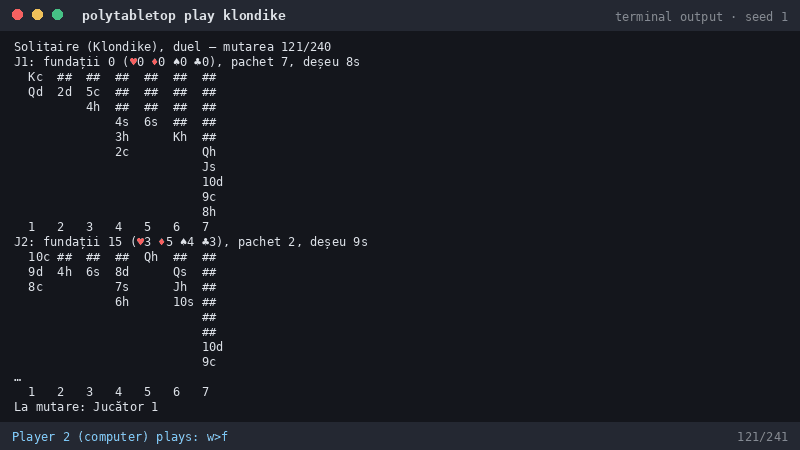 polytabletop play klondike
terminal output · seed 1
Solitaire (Klondike), duel — mutarea 121/240
J1: fundații 0 (♥0 ♦0 ♠0 ♣0), pachet 7, deșeu 8s
Kc ## ## ## ## ## ##
Qd 2d 5c ## ## ## ##
4h ## ## ## ##
4s 6s ## ##
3h Kh ##
2c Qh
Js
10d
9c
8h
1 2 3 4 5 6 7
J2: fundații 15 (♥3 ♦5 ♠4 ♣3), pachet 2, deșeu 9s
10c ## ## ## Qh ## ##
9d 4h 6s 8d Qs ##
8c 7s Jh ##
6h 10s ##
##
##
10d
9c
…
1 2 3 4 5 6 7
La mutare: Jucător 1
Player 2 (computer) plays: w>f
121/241